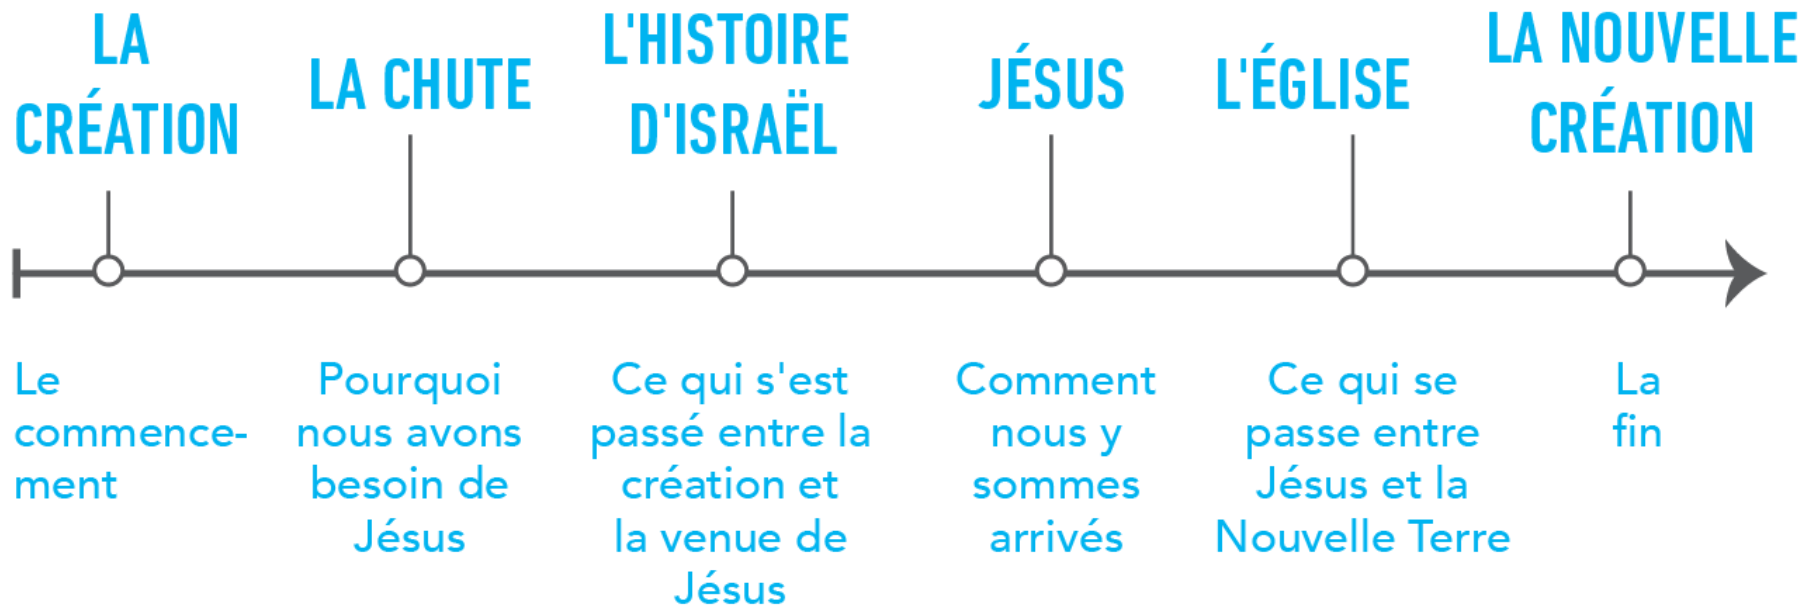 LA
CRÉATION
LA CHUTE
L'HISTOIRE
D'ISRAËL
JÉSUS
L'ÉGLISE
LA NOUVELLE
CRÉATION
Le
commence-
ment
Pourquoi
nous avons
besoin de
Jésus
Ce qui s'est
passé entre la
création et
la venue de
Jésus
Comment
nous y
sommes
arrivés
Ce qui se
passe entre
Jésus et la
Nouvelle Terre
La
fin